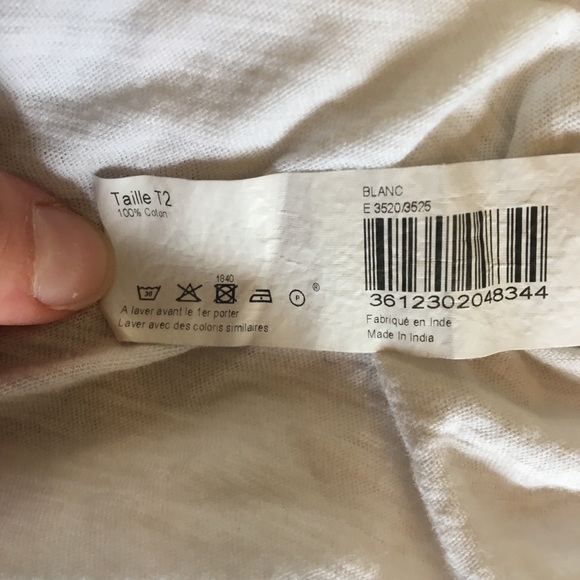 Taille T2
100% Coton
1840
30
P
®
A laver avant le 1er porter
Laver avec des coloris similaires
BLANC
E 3520/3525
3612302048344
Fabriqué en Inde
Made In India